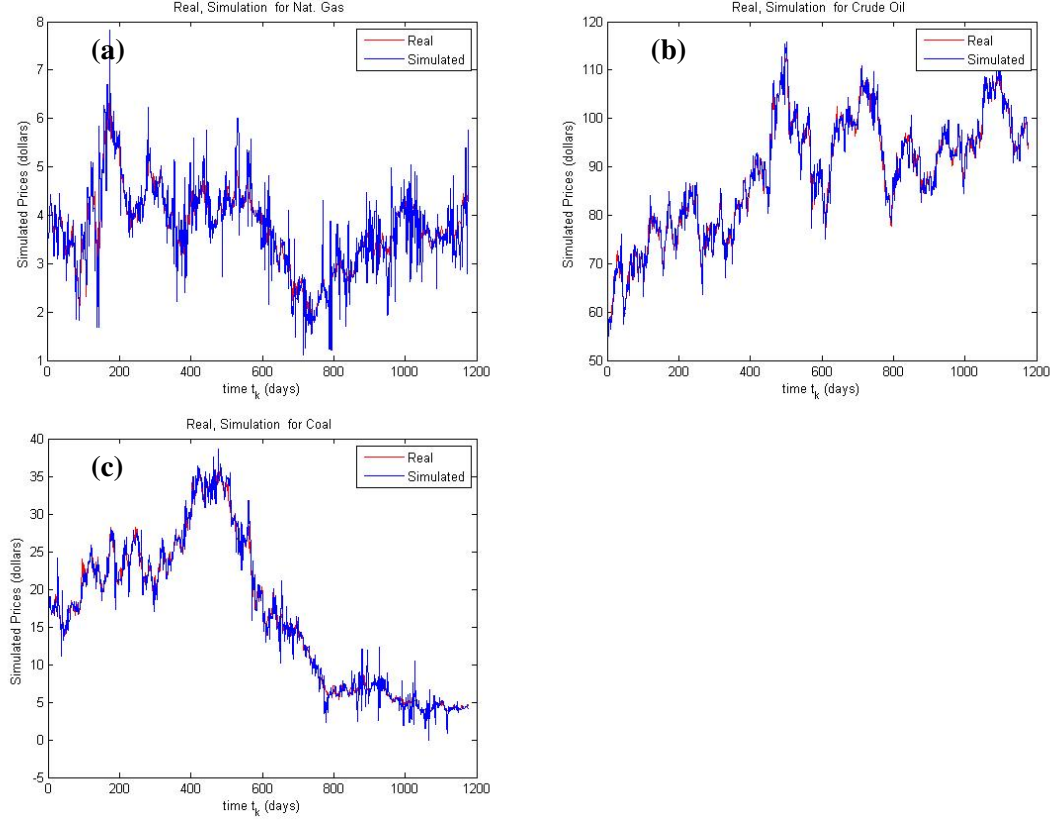 Real, Simulation for Nat. Gas
(a)
Real
Simulated
Simulated Prices (dollars)
8
7
6
5
4
3
2
1
0 200 400 600 800 1000 1200
time t_k (days)
Real, Simulation for Crude Oil
(b)
Real
Simulated
Simulated Prices (dollars)
120
110
100
90
80
70
60
50
0 200 400 600 800 1000 1200
time t_k (days)
Real, Simulation for Coal
(c)
Real
Simulated
Simulated Prices (dollars)
40
35
30
25
20
15
10
5
0
-5
0 200 400 600 800 1000 1200
time t_k (days)